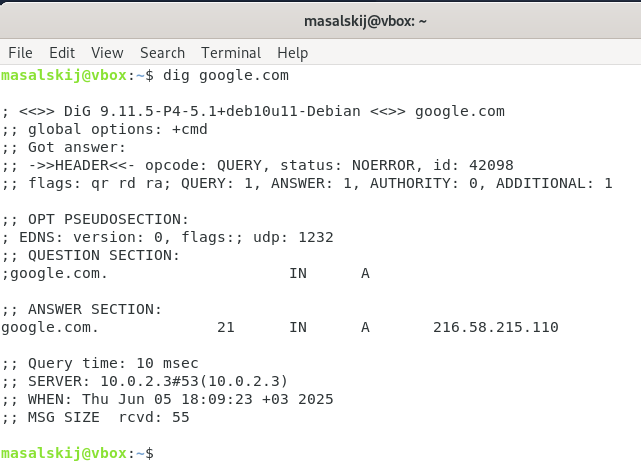 masalskij@vbox: ~
File Edit View Search Terminal Help
masalskij@vbox:~$ dig google.com
; <<>> DiG 9.11.5-P4-5.1+deb10u11-Debian <<>> google.com
;; global options: +cmd
;; Got answer:
;; ->>HEADER<<- opcode: QUERY, status: NOERROR, id: 42098
;; flags: qr rd ra; QUERY: 1, ANSWER: 1, AUTHORITY: 0, ADDITIONAL: 1
;; OPT PSEUDOSECTION:
; EDNS: version: 0, flags:; udp: 1232
;; QUESTION SECTION:
;google.com. IN A
;; ANSWER SECTION:
google.com. 21 IN A 216.58.215.110
;; Query time: 10 msec
;; SERVER: 10.0.2.3#53(10.0.2.3)
;; WHEN: Thu Jun 05 18:09:23 +03 2025
;; MSG SIZE  rcvd: 55
masalskij@vbox:~$